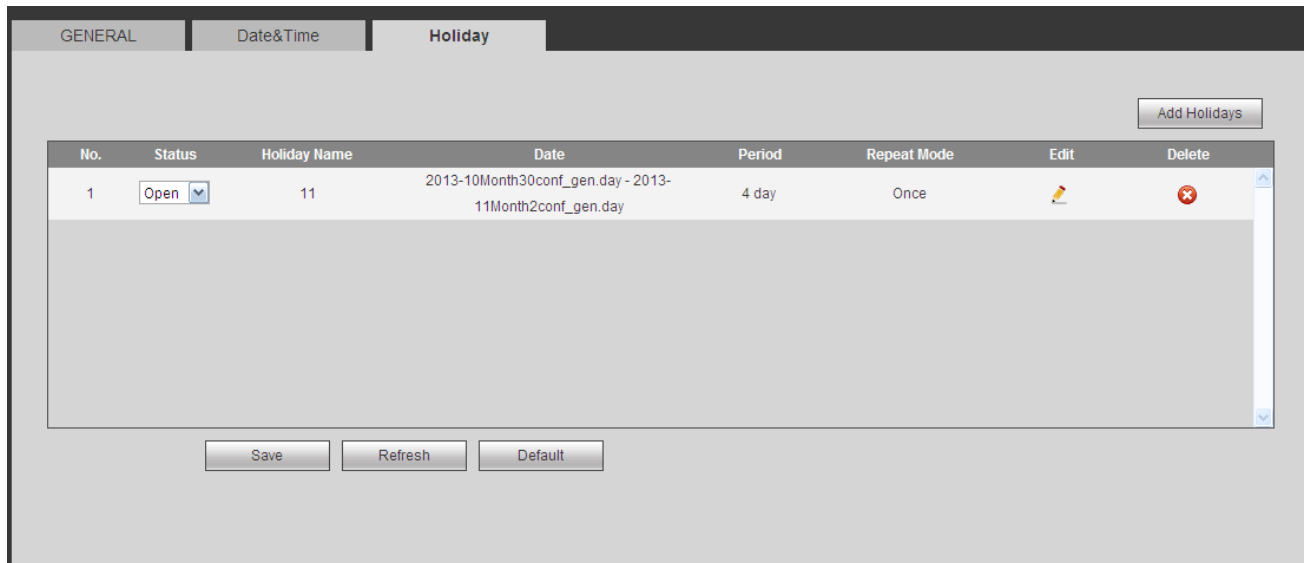 GENERAL Date&Time Holiday
Add Holidays
No. Status Holiday Name Date Period Repeat Mode Edit Delete
1 Open 11 2013-10Month30conf_gen.day - 2013- 4 day Once
11Month2conf_gen.day
Save Refresh Default